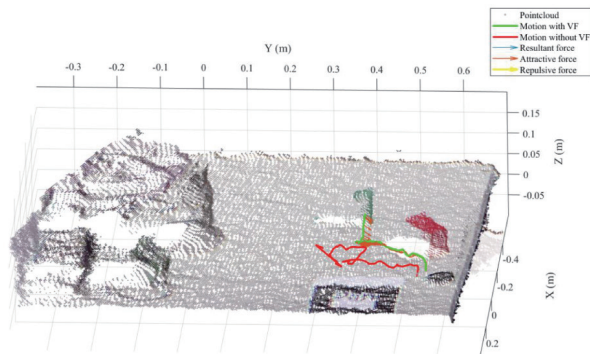 Pointcloud
Motion with VF
Motion without VF
Resultant force
Attractive force
Repulsive force
Y (m)
-0.3 -0.2 -0.1 0 0.1 0.2 0.3 0.4 0.5 0.6
0.15
0.10
0.05
0
-0.05
Z (m)
-0.4
-0.2
0
0.2
X (m)